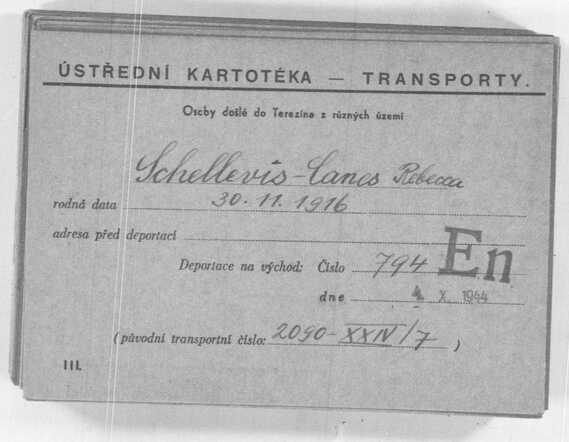 ÚSTŘEDNÍ KARTOTÉKA — TRANSPORTY.
Osoby došlé do Terezína z různých území
Schellevis-Canes Rebecca
rodná data 30.11.1916
adresa před deportací
Deportace na východ: Číslo 794 En
dne 4 X. 1944
(původní transportní číslo: 2090-XXIV/7)
III.